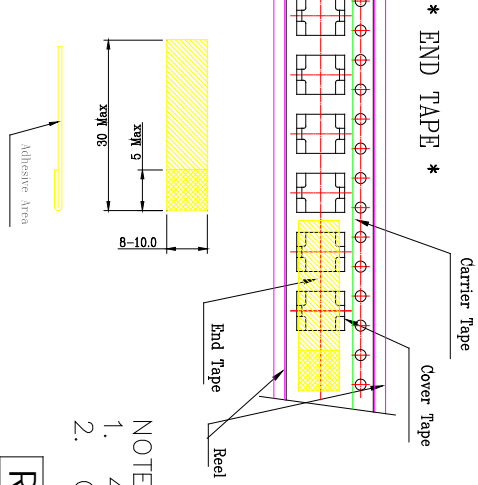 * END TAPE *
Carrier Tape
Cover Tape
End Tape
Reel
30 Max
5 Max
8-10.0
Adhesive Area
NOTE
1.
2.
R